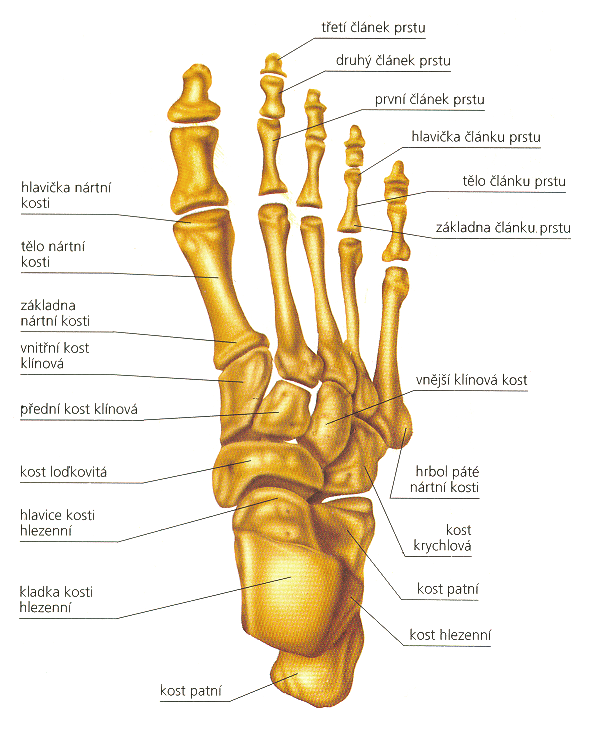 třetí článek prstu
druhý článek prstu
první článek prstu
hlavička článku prstu
tělo článku prstu
základna článku prstu
hlavička nártní
kosti
tělo nártní
kosti
základna
nártní kosti
vnitřní kost
klínová
přední kost klínová
kost loďkovitá
hlavice kosti
hlezenní
kladka kosti
hlezenní
kost patní
vnější klínová kost
hrbol páté
nártní kosti
kost
krychlová
kost patní
kost hlezenní